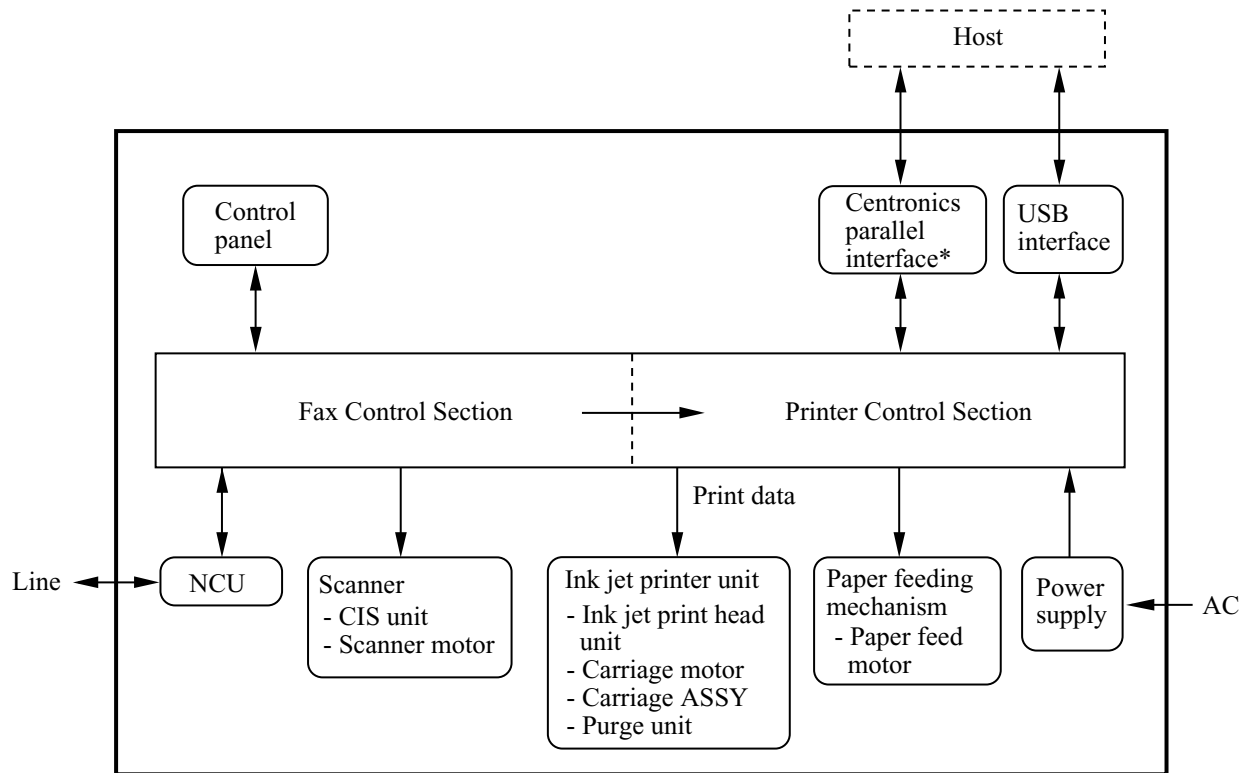 Host
Control
panel
Centronics
parallel
interface*
USB
interface
Fax Control Section
Printer Control Section
Print data
Line
NCU
Scanner
- CIS unit
- Scanner motor
Ink jet printer unit
- Ink jet print head
unit
- Carriage motor
- Carriage ASSY
- Purge unit
Paper feeding
mechanism
- Paper feed
motor
Power
supply
AC